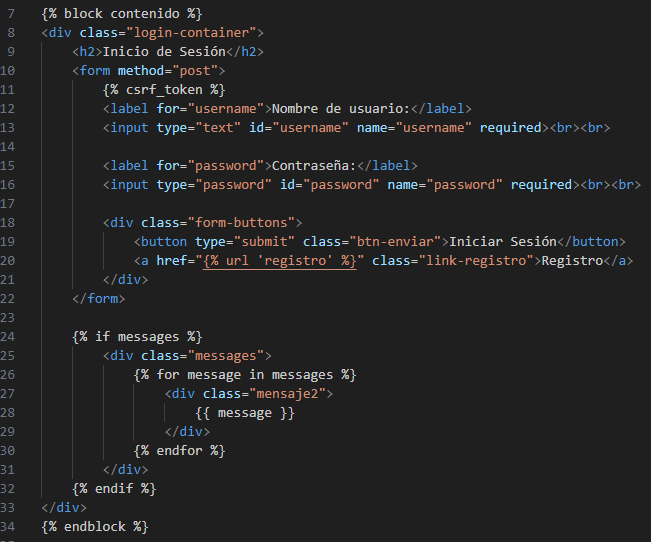 7 {% block contenido %}
8 <div class="login-container">
9 <h2>Inicio de Sesión</h2>
10 <form method="post">
11 {% csrf_token %}
12 <label for="username">Nombre de usuario:</label>
13 <input type="text" id="username" name="username" required><br><br>
14
15 <label for="password">Contraseña:</label>
16 <input type="password" id="password" name="password" required><br><br>
17
18 <div class="form-buttons">
19 <button type="submit" class="btn-enviar">Iniciar Sesión</button>
20 <a href="{% url 'registro' %}" class="link-registro">Registro</a>
21 </div>
22 </form>
23
24 {% if messages %}
25 <div class="messages">
26 {% for message in messages %}
27 <div class="mensaje2">
28 {{ message }}
29 </div>
30 {% endfor %}
31 </div>
32 {% endif %}
33 </div>
34 {% endblock %}